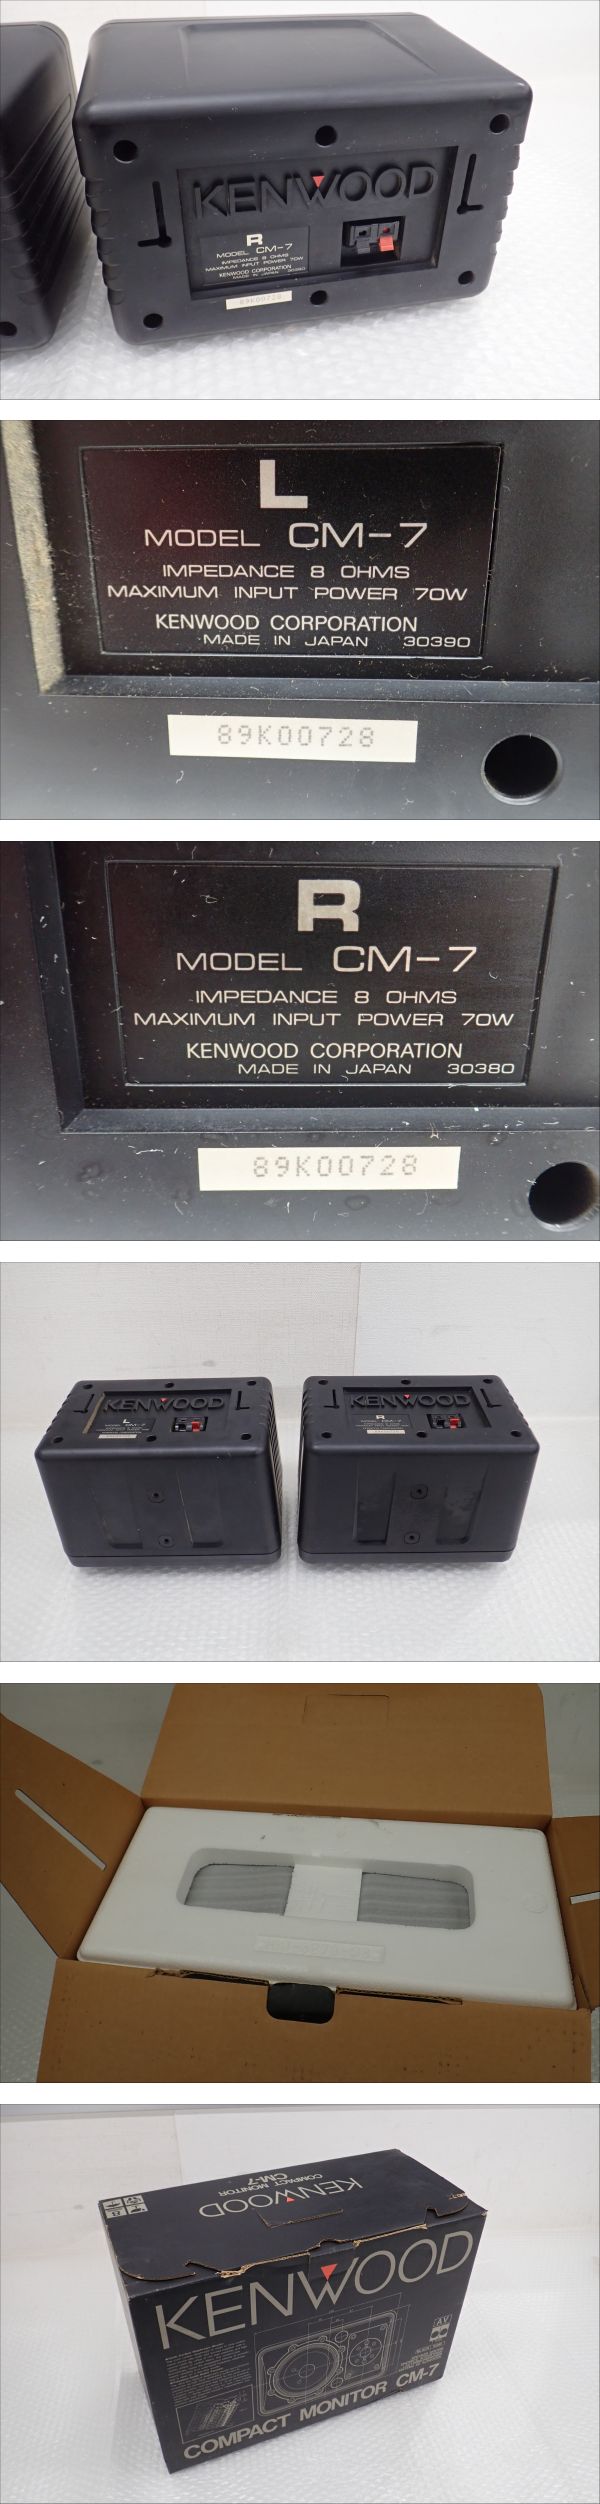 KENWOOD
R
MODEL CM-7
IMPEDANCE 8 OHMS
MAXIMUM INPUT POWER 70W
KENWOOD CORPORATION
MADE IN JAPAN 30380
89K00728
L
MODEL CM-7
IMPEDANCE 8 OHMS
MAXIMUM INPUT POWER 70W
KENWOOD CORPORATION
MADE IN JAPAN 30390
89K00728
R
MODEL CM-7
IMPEDANCE 8 OHMS
MAXIMUM INPUT POWER 70W
KENWOOD CORPORATION
MADE IN JAPAN 30380
89K00728
KENWOOD
L
MODEL CM-7
KENWOOD
R
MODEL CM-7
KENWOOD
COMPACT MONITOR
CM-7
KENWOOD
AV
COMPACT MONITOR CM-7